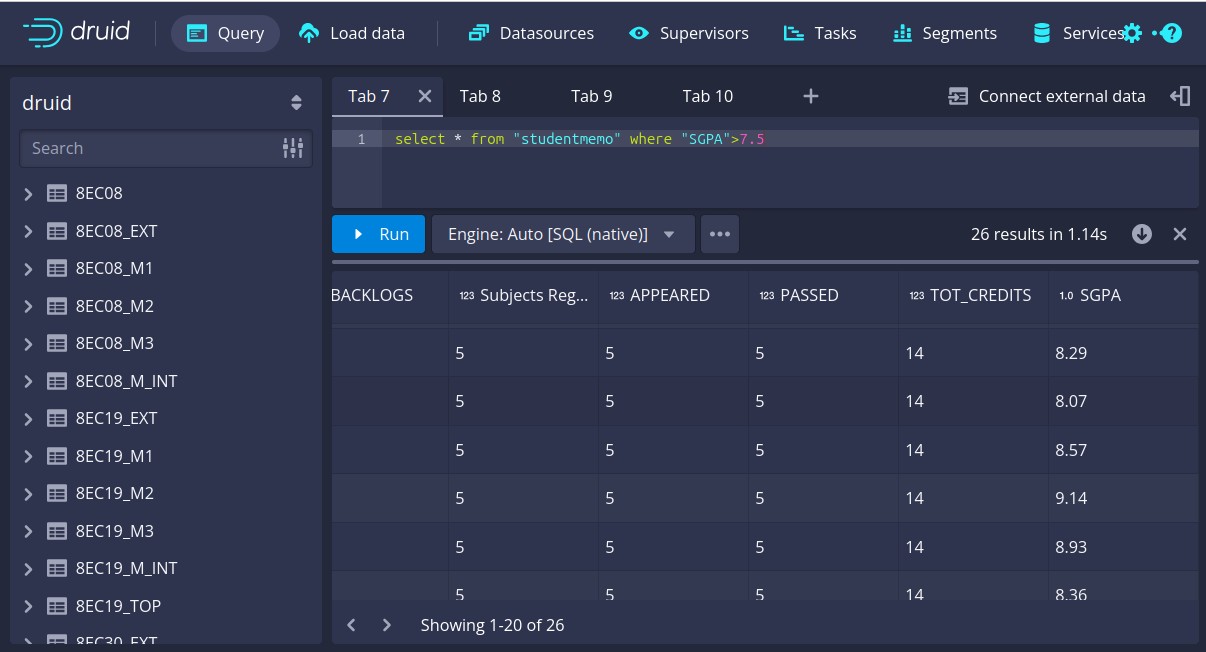 druid Query Load data Datasources Supervisors Tasks Segments Services
druid
Search
8EC08
8EC08_EXT
8EC08_M1
8EC08_M2
8EC08_M3
8EC08_M_INT
8EC19_EXT
8EC19_M1
8EC19_M2
8EC19_M3
8EC19_M_INT
8EC19_TOP
8EC30_EXT
Tab 7 Tab 8 Tab 9 Tab 10 + Connect external data
1 select * from "studentmemo" where "SGPA">7.5
Run Engine: Auto [SQL (native)] 26 results in 1.14s
BACKLOGS 123 Subjects Reg... 123 APPEARED 123 PASSED 123 TOT_CREDITS 1.0 SGPA
5 5 5 14 8.29
5 5 5 14 8.07
5 5 5 14 8.57
5 5 5 14 9.14
5 5 5 14 8.93
5 5 5 14 8.36
Showing 1-20 of 26